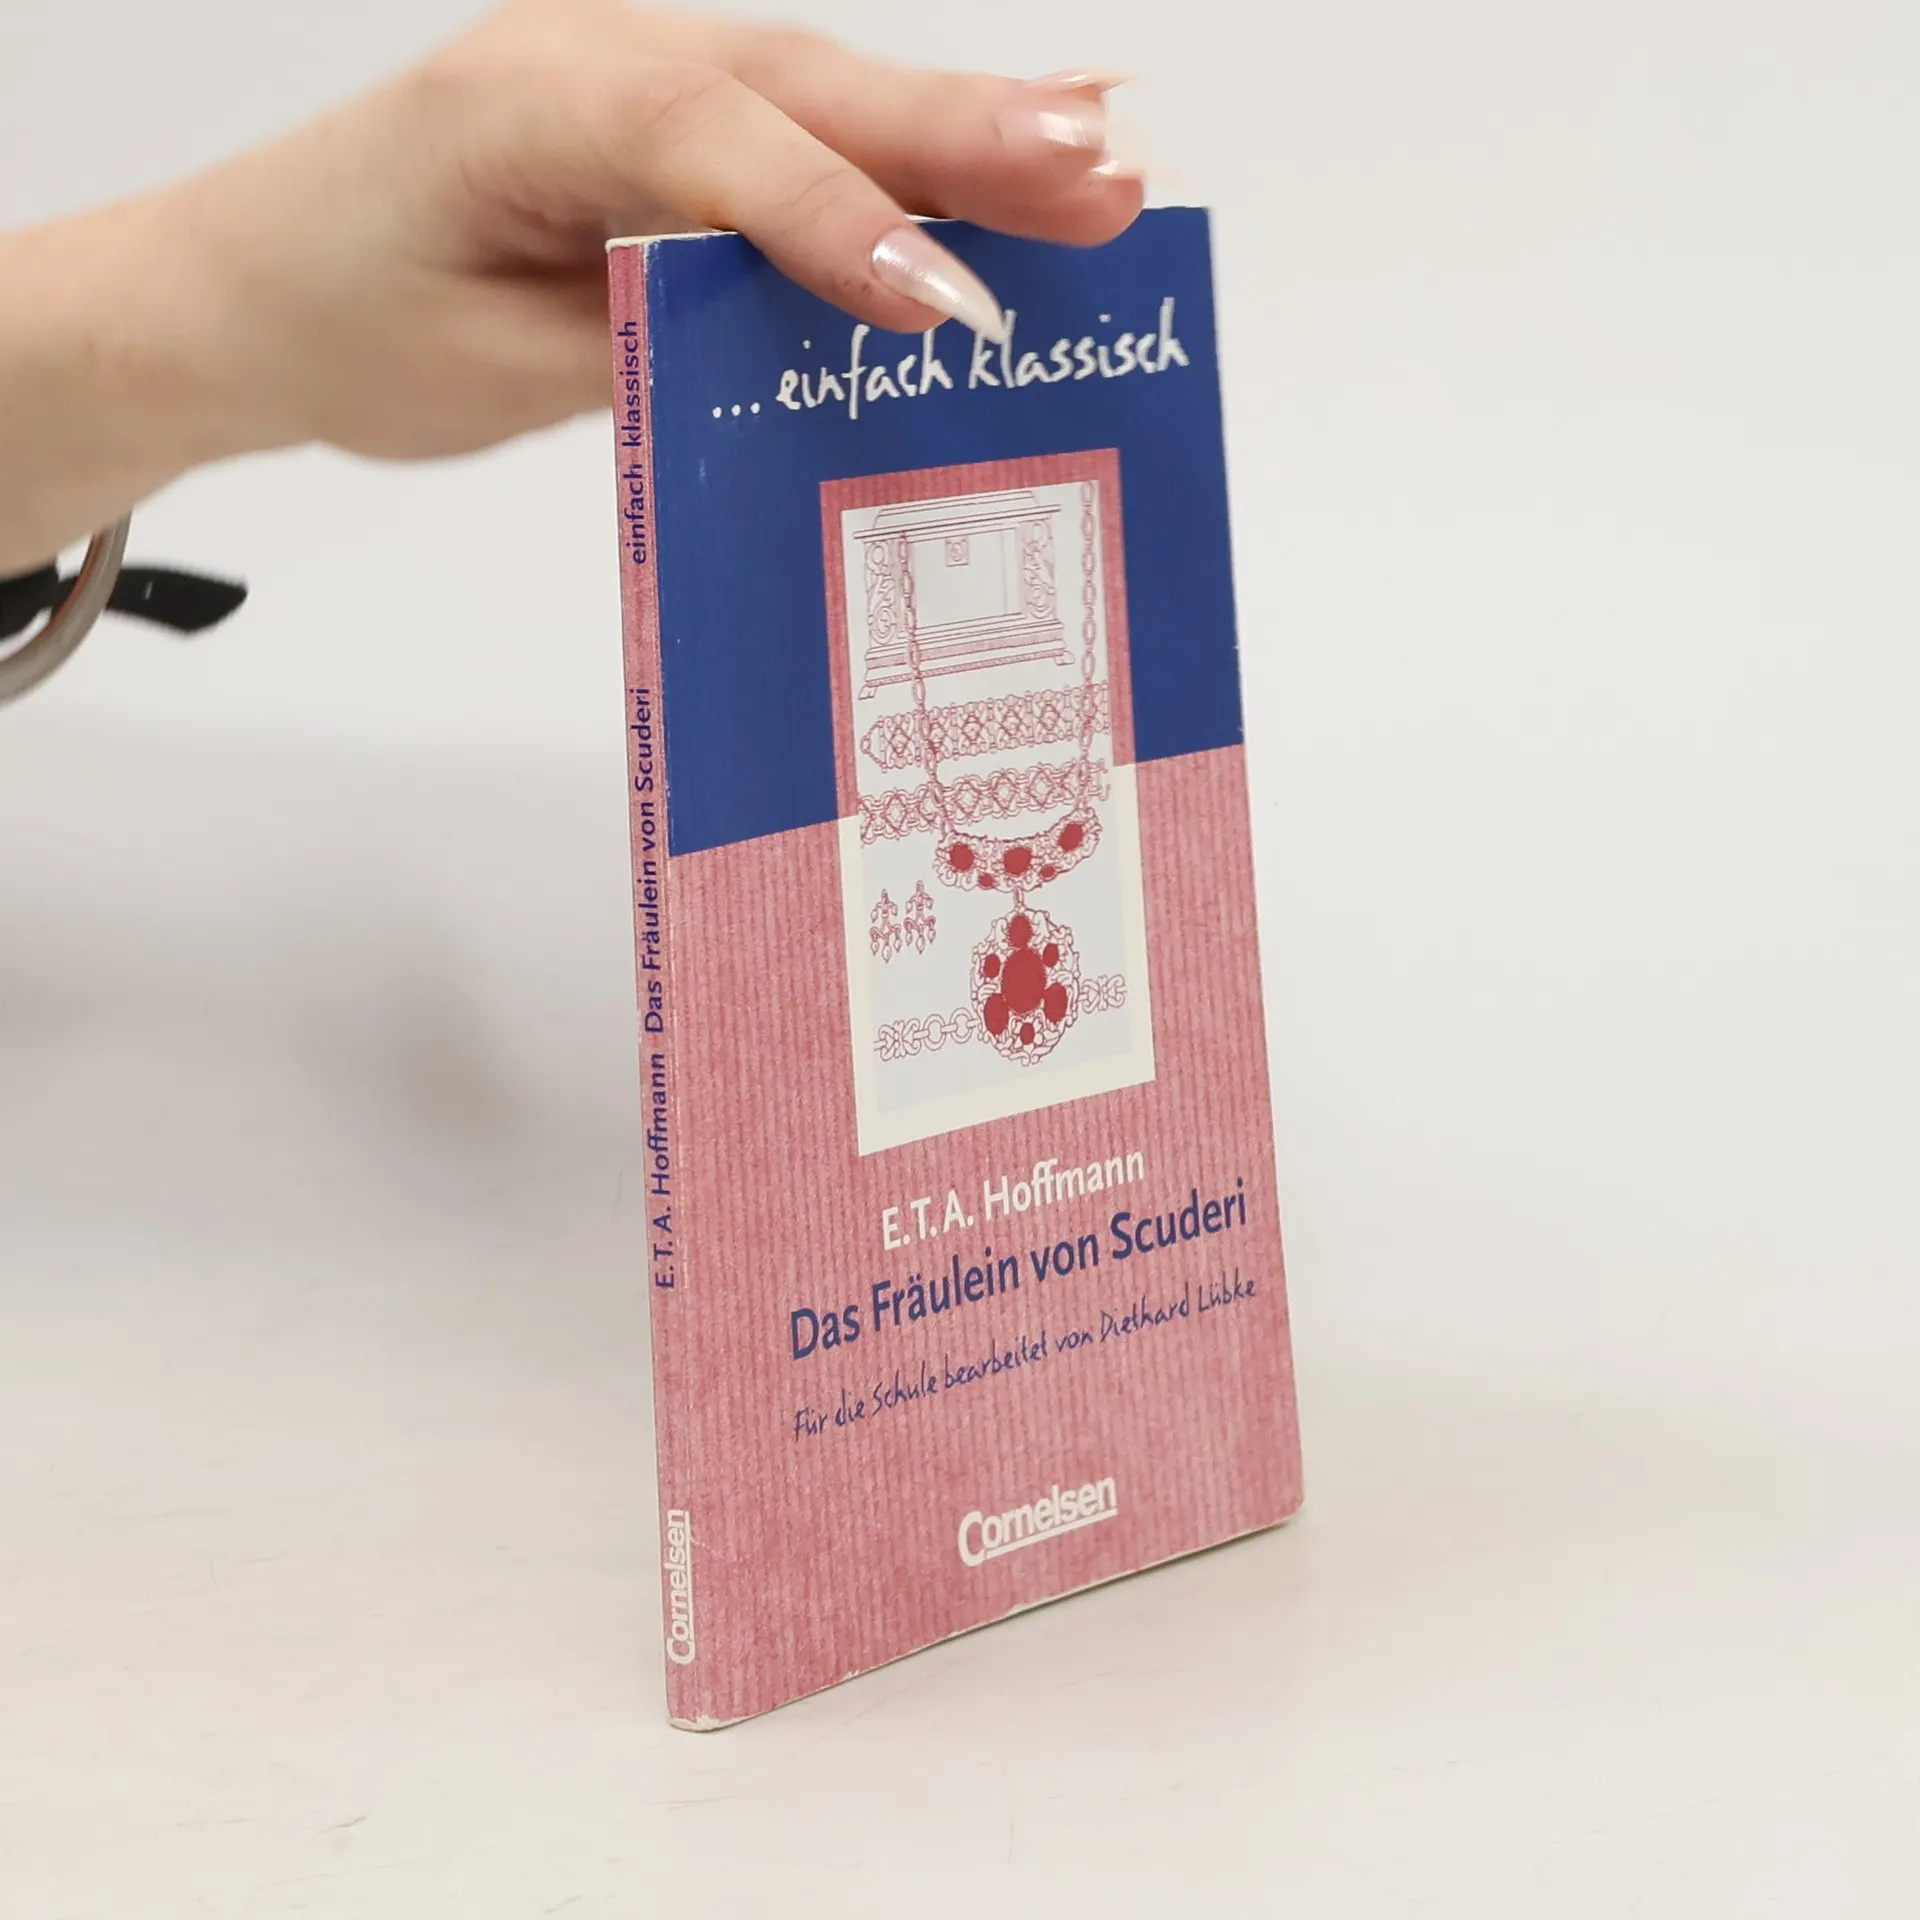 ... einfach klassisch
E.T.A. Hoffmann
Das Fräulein von Scuderi
Für die Schule bearbeitet von Diethard Lübke
Cornelsen
E. T. A. Hoffmann Das Fräulein von Scuderi einfach klassisch
Cornelsen